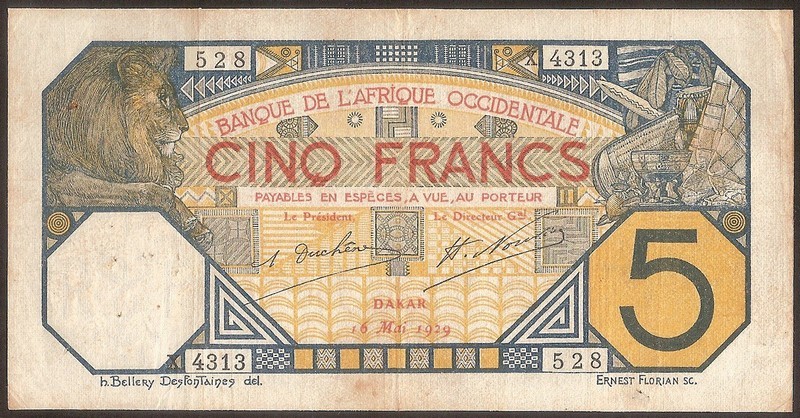 528
X 4313
BANQUE DE L'AFRIQUE OCCIDENTALE
CINQ FRANCS
PAYABLES EN ESPÈCES, A VUE, AU PORTEUR
Le Président, Le Directeur Gal.
Duchêne
DAKAR
16 Mai 1929
5
X 4313
528
h. Bellery Desfontaines del.
ERNEST FLORIAN SC.